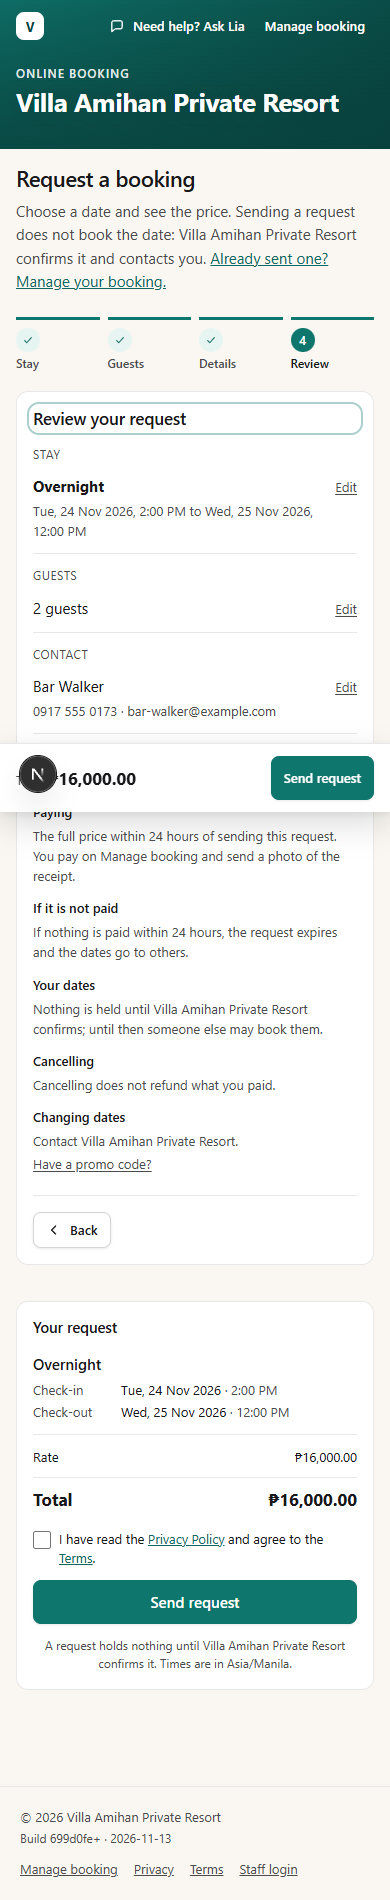 V
Need help? Ask Lia
Manage booking
ONLINE BOOKING
Villa Amihan Private Resort
Request a booking
Choose a date and see the price. Sending a request
does not book the date: Villa Amihan Private Resort
confirms it and contacts you. Already sent one?
Manage your booking.
4
Stay
Guests
Details
Review
Review your request
STAY
Overnight
Edit
Tue, 24 Nov 2026, 2:00 PM to Wed, 25 Nov 2026,
12:00 PM
GUESTS
2 guests
Edit
CONTACT
Bar Walker
Edit
0917 555 0173 · bar-walker@example.com
N
16,000.00
Send request
Paying
The full price within 24 hours of sending this request.
You pay on Manage booking and send a photo of the
receipt.
If it is not paid
If nothing is paid within 24 hours, the request expires
and the dates go to others.
Your dates
Nothing is held until Villa Amihan Private Resort
confirms; until then someone else may book them.
Cancelling
Cancelling does not refund what you paid.
Changing dates
Contact Villa Amihan Private Resort.
Have a promo code?
Back
Your request
Overnight
Check-in Tue, 24 Nov 2026 · 2:00 PM
Check-out Wed, 25 Nov 2026 · 12:00 PM
Rate ₱16,000.00
Total ₱16,000.00
I have read the Privacy Policy and agree to the
Terms.
Send request
A request holds nothing until Villa Amihan Private Resort
confirms it. Times are in Asia/Manila.
© 2026 Villa Amihan Private Resort
Build 699d0fe+ · 2026-11-13
Manage booking Privacy Terms Staff login